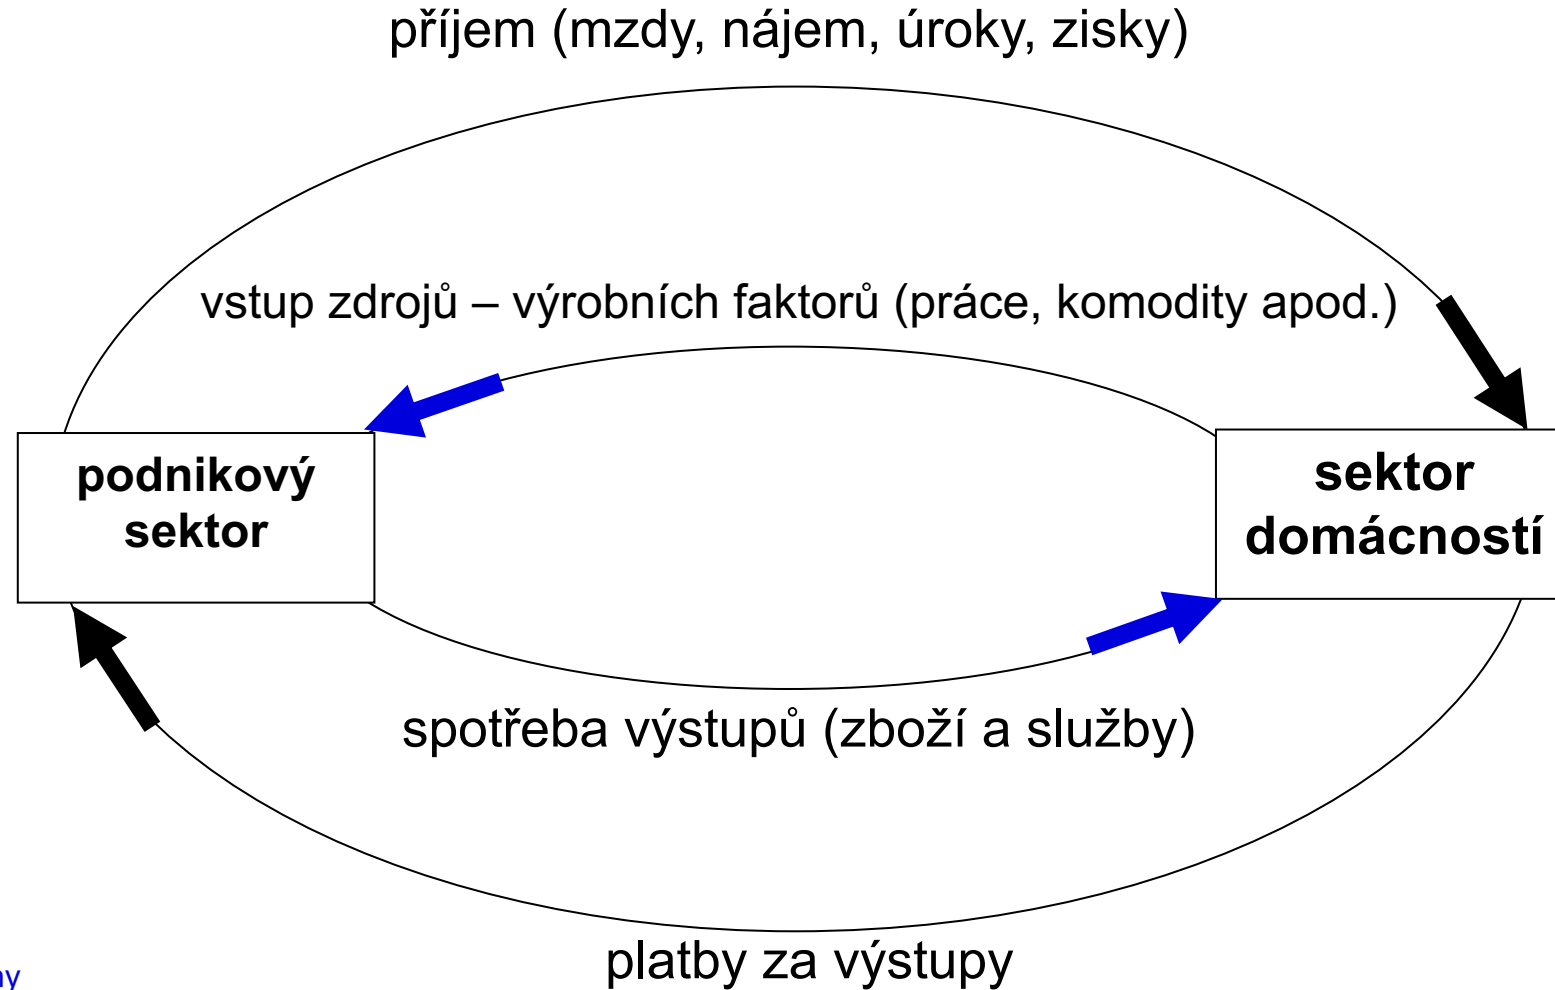 příjem (mzdy, nájem, úroky, zisky)
vstup zdrojů – výrobních faktorů (práce, komodity apod.)
podnikový
sektor
sektor
domácností
spotřeba výstupů (zboží a služby)
platby za výstupy